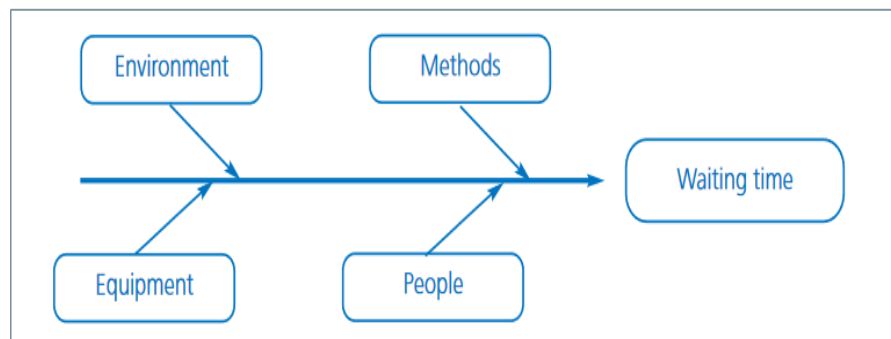 Environment
Methods
Waiting time
Equipment
People